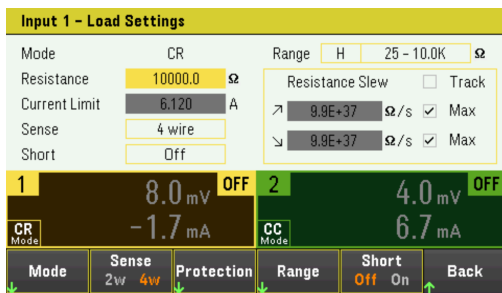 Input 1 – Load Settings
Mode CR Range H 25 – 10.0K Ω
Resistance 10000.0 Ω Resistance Slew Track
Current Limit 6.120 A ↗ 9.9E+37 Ω/s ✓ Max
Sense 4 wire ↘ 9.9E+37 Ω/s ✓ Max
Short Off
1 8.0 mV OFF 2 4.0 mV OFF
CR Mode −1.7 mA CC Mode 6.7 mA
Mode Sense 2w 4w Protection Range Short Off On Back